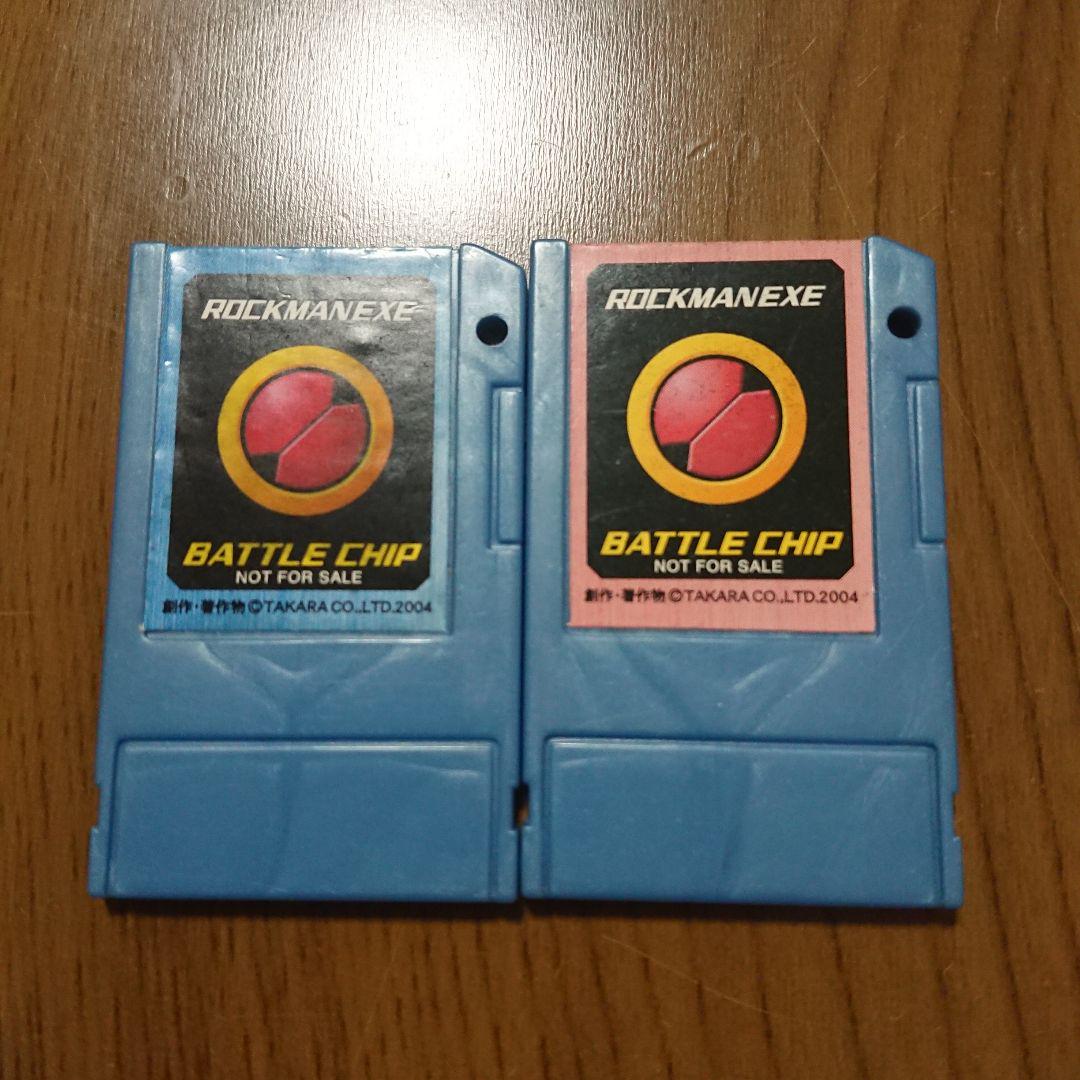 ROCKMANEXE
BATTLE CHIP
NOT FOR SALE
創作・著作物©TAKARA CO.,LTD.2004
ROCKMANEXE
BATTLE CHIP
NOT FOR SALE
創作・著作物©TAKARA CO.,LTD.2004